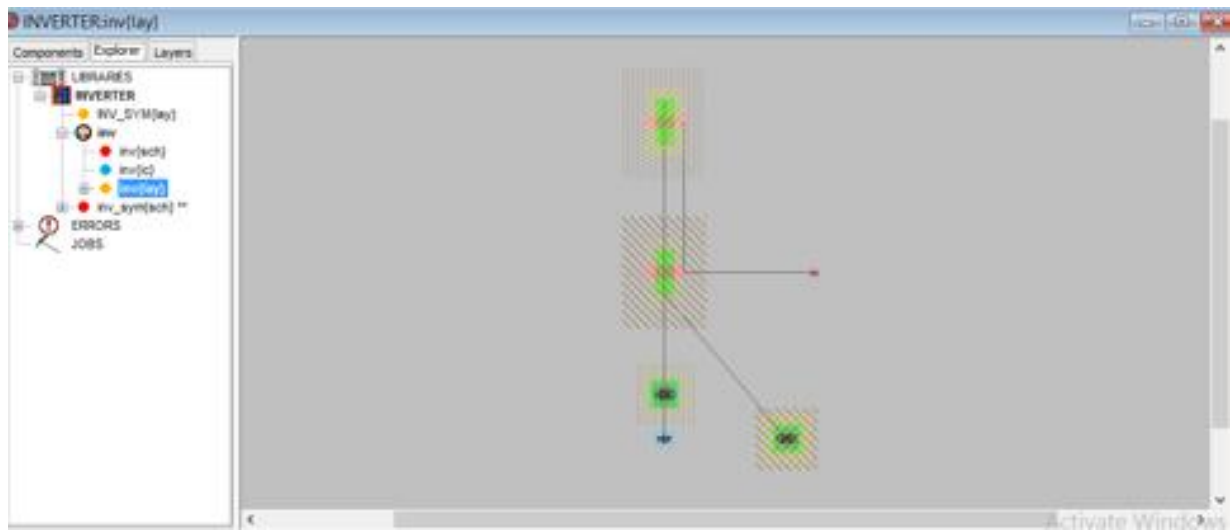 INVERTER:inv{lay}
Components Explorer Layers
LIBRARIES
INVERTER
INV_SYM{lay}
inv
inv{sch}
inv{ic}
inv{lay}
inv_sym{sch} **
ERRORS
JOBS
Activate Windows